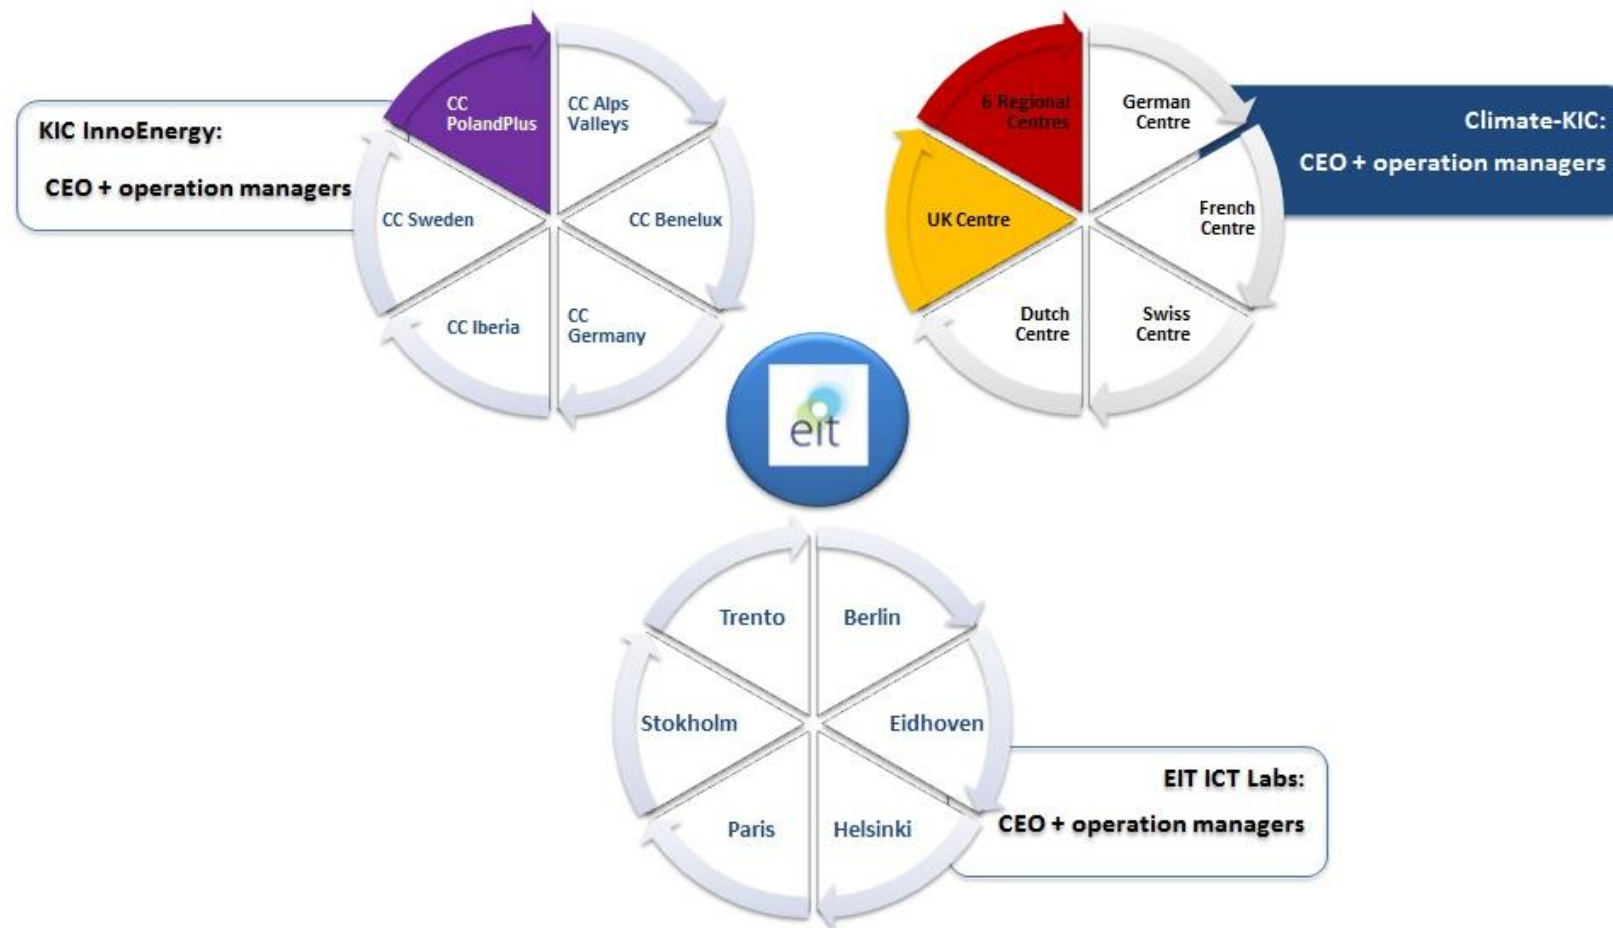 KIC InnoEnergy:
CEO + operation managers
CC
PolandPlus
CC Alps
Valleys
CC Sweden
CC Benelux
CC Iberia
CC
Germany
6 Regional
Centres
German
Centre
UK Centre
French
Centre
Dutch
Centre
Swiss
Centre
Climate-KIC:
CEO + operation managers
eit
Trento
Berlin
Stokholm
Eidhoven
Paris
Helsinki
EIT ICT Labs:
CEO + operation managers